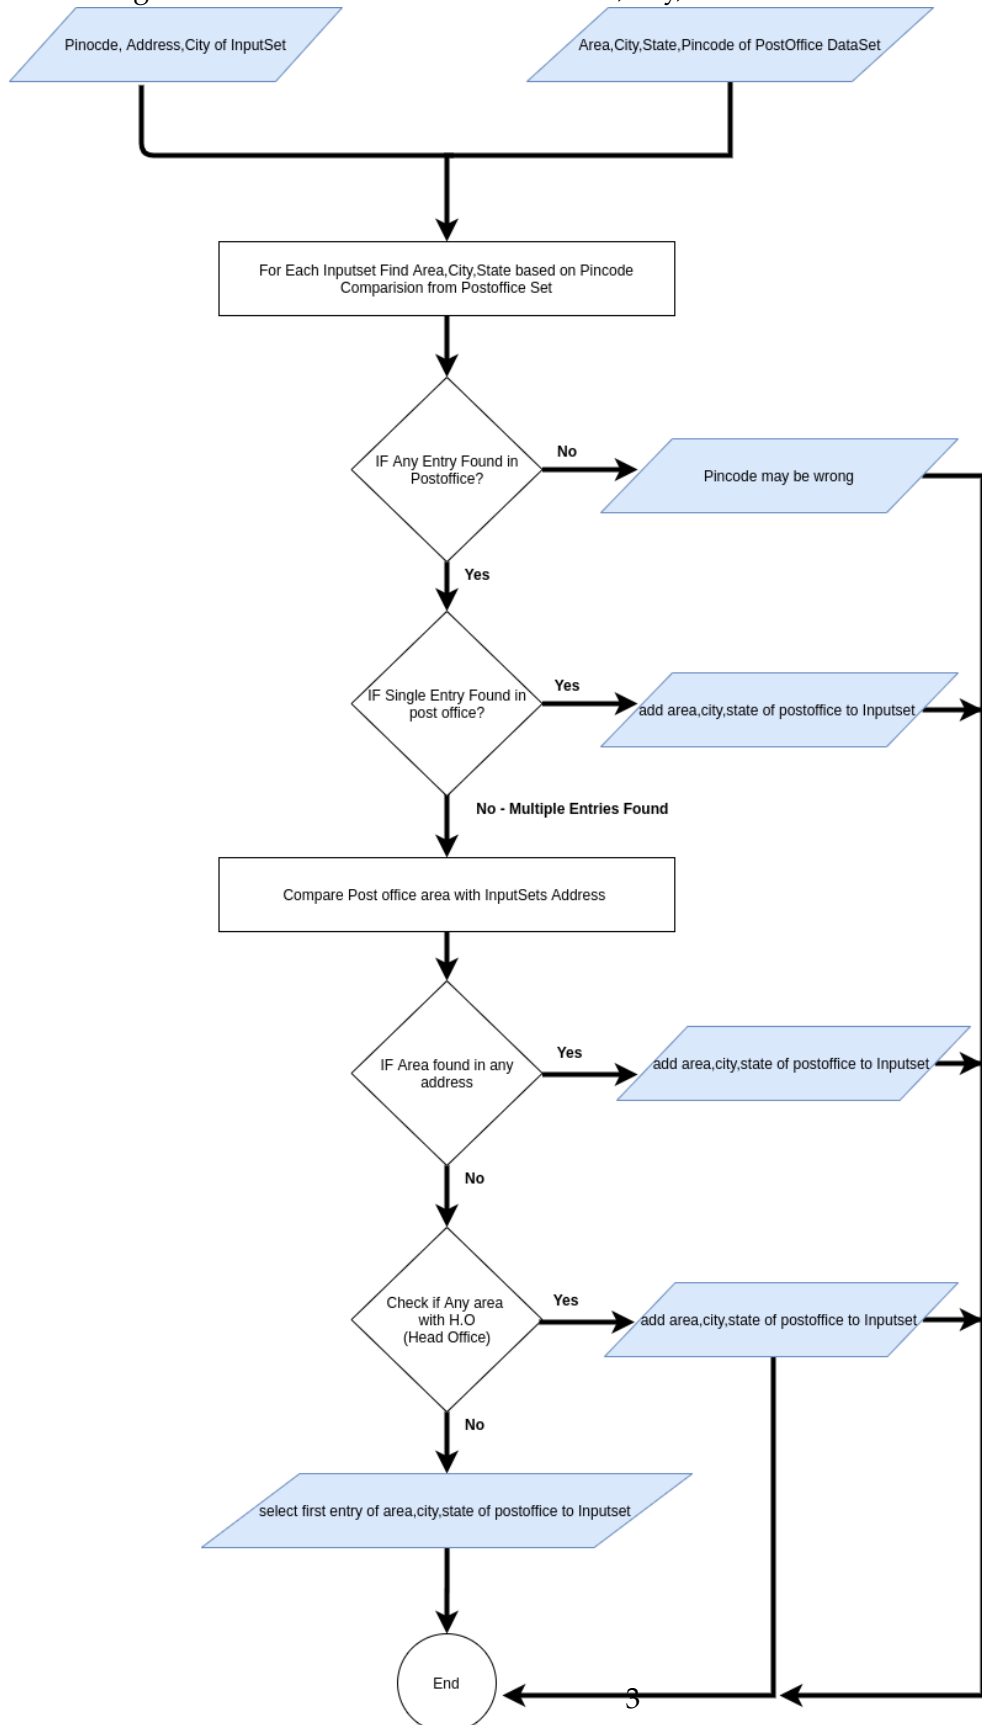 Pinocde, Address,City of InputSet
Area,City,State,Pincode of PostOffice DataSet
For Each Inputset Find Area,City,State based on Pincode
Comparision from Postoffice Set
IF Any Entry Found in
Postoffice?
No
Pincode may be wrong
Yes
IF Single Entry Found in
post office?
Yes
add area,city,state of postoffice to Inputset
No - Multiple Entries Found
Compare Post office area with InputSets Address
IF Area found in any
address
Yes
add area,city,state of postoffice to Inputset
No
Check if Any area
with H.O
(Head Office)
Yes
add area,city,state of postoffice to Inputset
No
select first entry of area,city,state of postoffice to Inputset
End
3